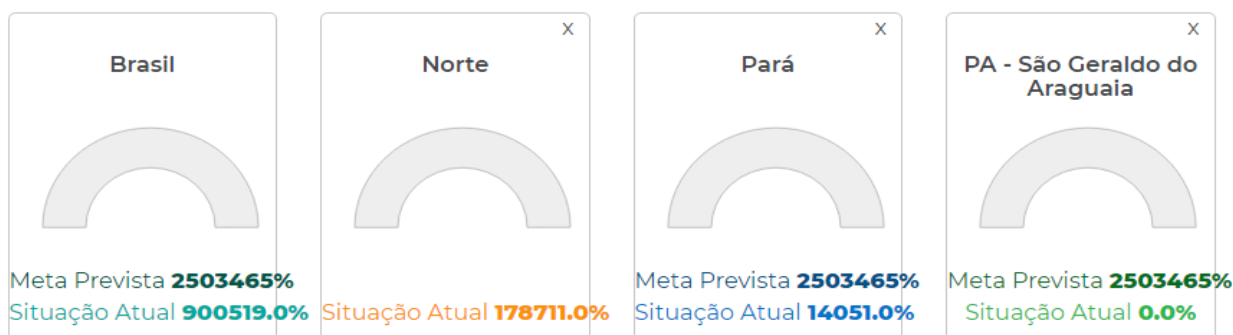 X
Brasil
Meta Prevista 2503465%
Situação Atual 900519.0%
Norte
Situação Atual 178711.0%
X
Pará
Meta Prevista 2503465%
Situação Atual 14051.0%
X
PA - São Geraldo do
Araguaia
Meta Prevista 2503465%
Situação Atual 0.0%